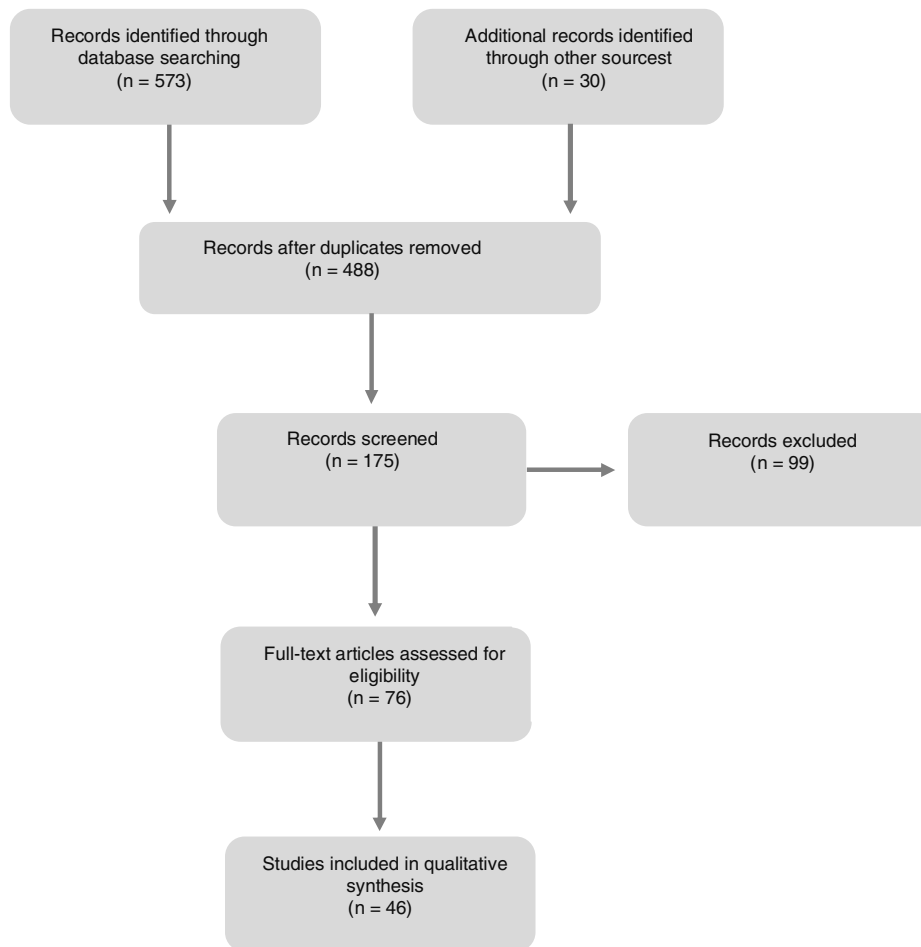 Records identified through
database searching
(n = 573)
Additional records identified
through other sourcest
(n = 30)
Records after duplicates removed
(n = 488)
Records screened
(n = 175)
Records excluded
(n = 99)
Full-text articles assessed for
eligibility
(n = 76)
Studies included in qualitative
synthesis
(n = 46)